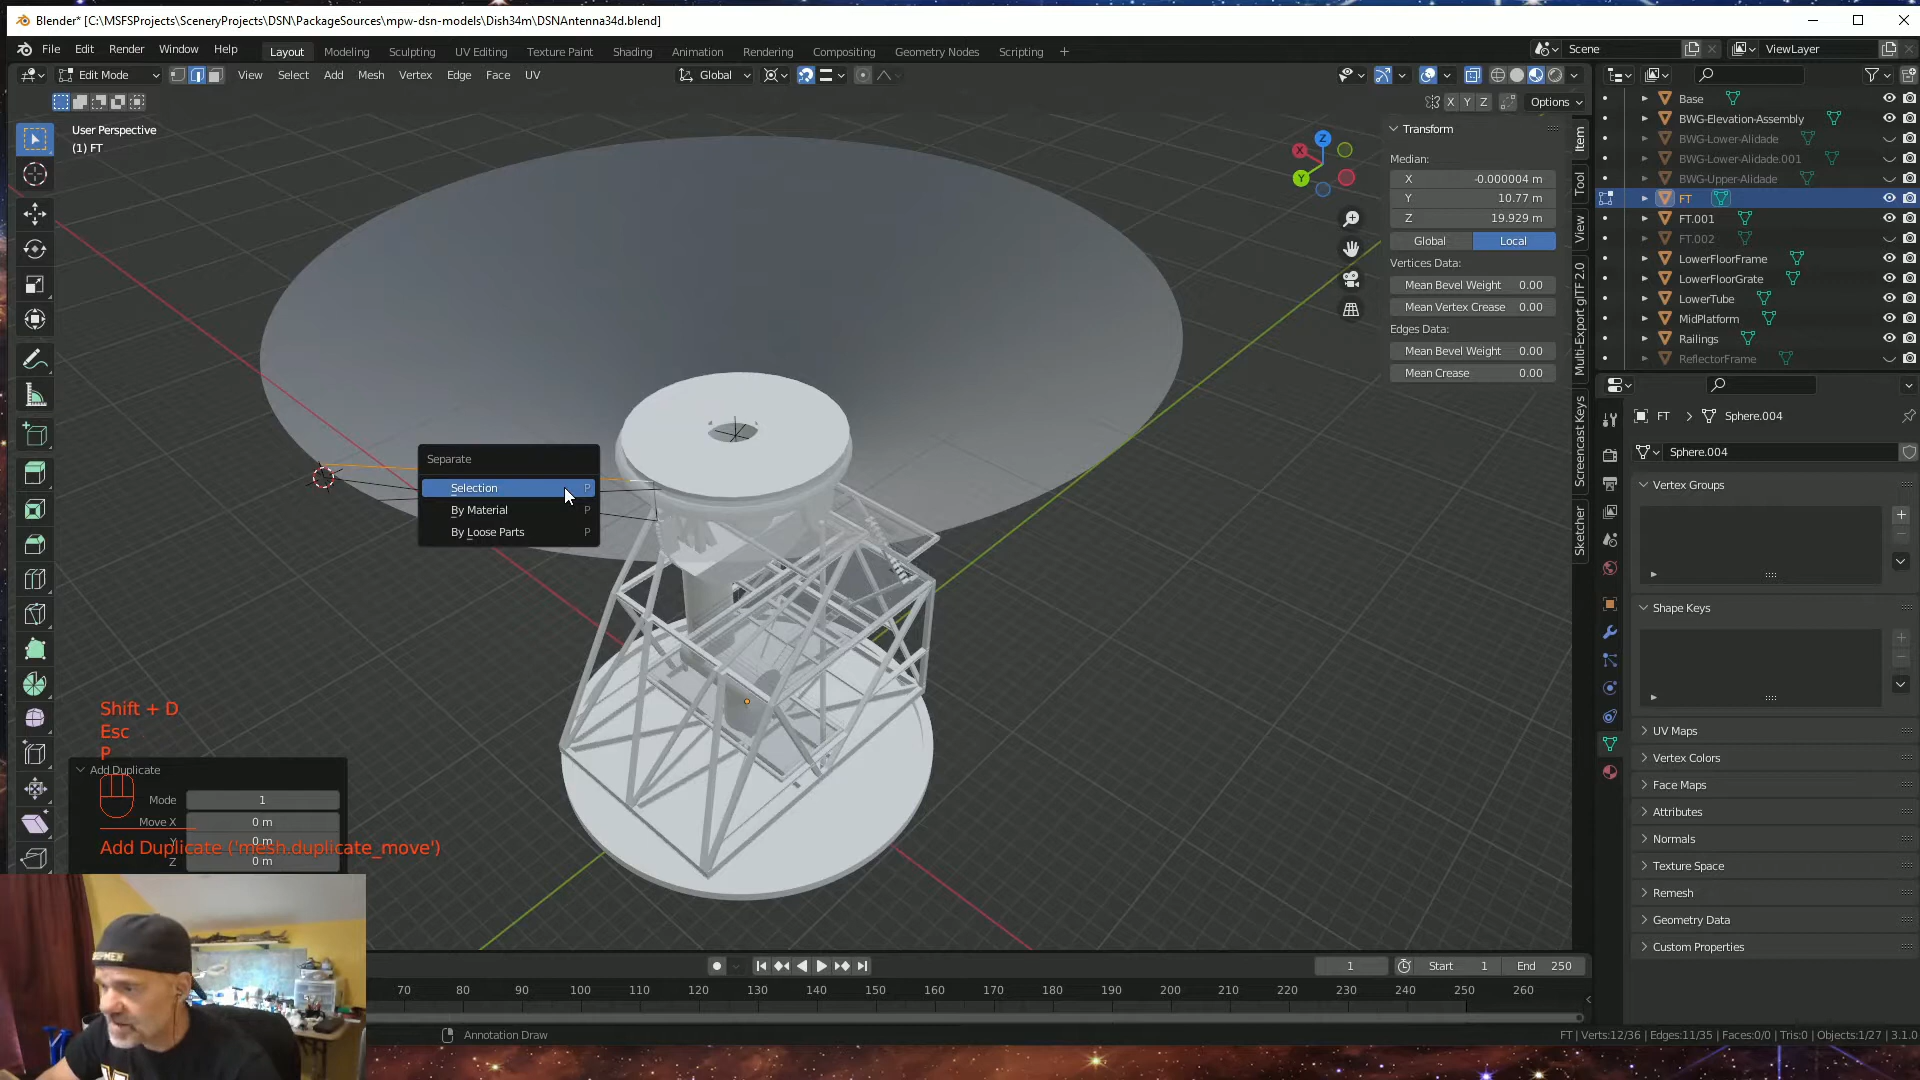 Blender* [C:\MSFSProjects\SceneryProjects\DSN\PackageSources\mpw-dsn-models\Dish34m\DSNAntenna34d.blend]
File Edit Render Window Help Layout Modeling Sculpting UV Editing Texture Paint Shading Animation Rendering Compositing Geometry Nodes Scripting + Scene ViewLayer
Edit Mode View Select Add Mesh Vertex Edge Face UV Global
X Y Z Options
User Perspective
(1) FT
Z
X
Y
Transform
Median:
X -0.000004 m
Y 10.77 m
Z 19.929 m
Global Local
Vertices Data:
Mean Bevel Weight 0.00
Mean Vertex Crease 0.00
Edges Data:
Mean Bevel Weight 0.00
Mean Crease 0.00
Item
Tool
View
Multi-Export glTF 2.0
Screencast Keys
Sketcher
Base
BWG-Elevation-Assembly
BWG-Lower-Alidade
BWG-Lower-Alidade.001
BWG-Upper-Alidade
FT
FT.001
FT.002
LowerFloorFrame
LowerFloorGrate
LowerTube
MidPlatform
Railings
ReflectorFrame
FT > Sphere.004
Sphere.004
Vertex Groups
Shape Keys
UV Maps
Vertex Colors
Face Maps
Attributes
Normals
Texture Space
Remesh
Geometry Data
Custom Properties
Separate
Selection P
By Material P
By Loose Parts P
Shift + D
Esc
P
Add Duplicate
Mode 1
Move X 0 m
Y 0 m
Add Duplicate ('mesh.duplicate_move')
Z 0 m
1 Start 1 End 250
70 80 90 100 110 120 130 140 150 160 170 180 190 200 210 220 230 240 250 260
Annotation Draw
FT | Verts:12/36 | Edges:11/35 | Faces:0/0 | Tris:0 | Objects:1/27 | 3.1.0